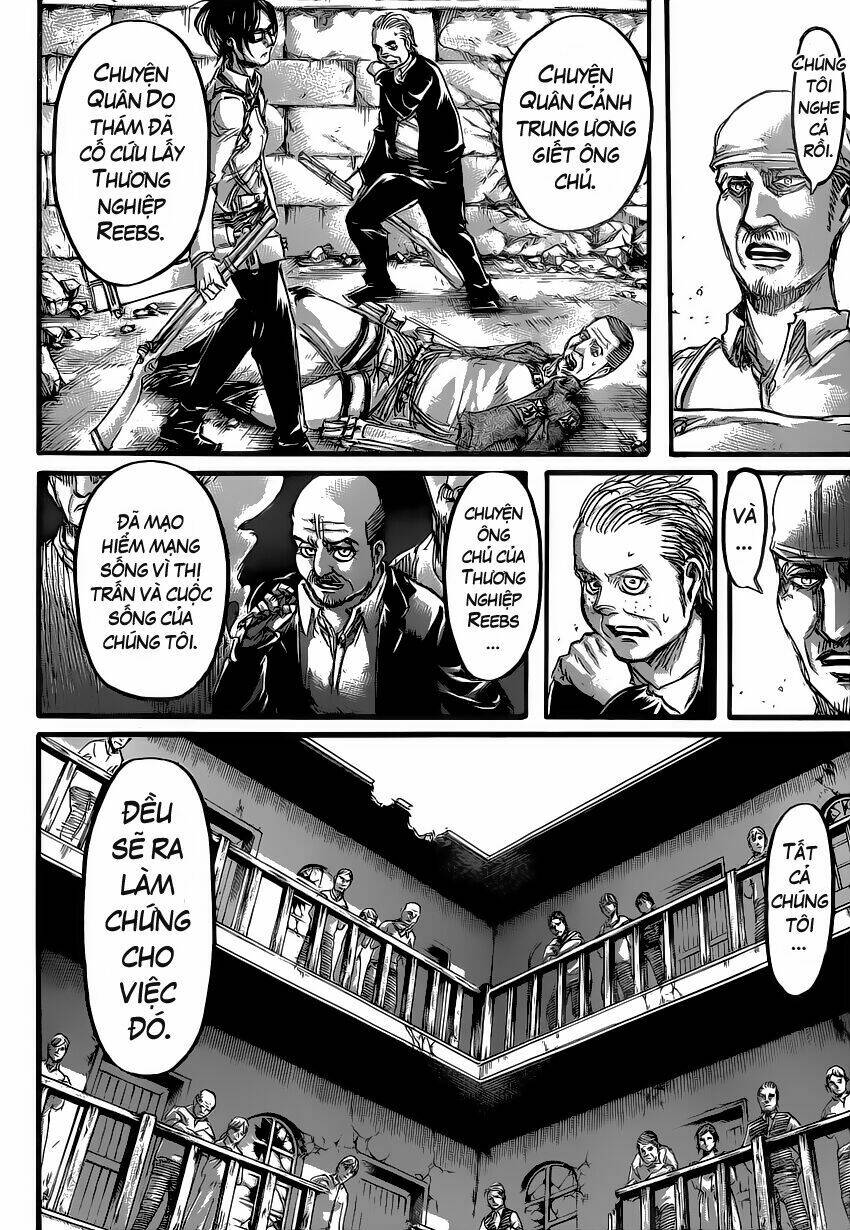 CHÚNG
TÔI
NGHE
CẢ
RỒI.
CHUYỆN
QUÂN CẢNH
TRUNG ƯƠNG
GIẾT ÔNG
CHỦ.
CHUYỆN
QUÂN DO
THÁM ĐÃ
CỐ CỨU LẤY
THƯƠNG
NGHIỆP
REEBS.
VÀ
...
CHUYỆN
ÔNG
CHỦ CỦA
THƯƠNG
NGHIỆP
REEBS
...
ĐÃ MẠO
HIỂM MẠNG
SỐNG VÌ THỊ
TRẤN VÀ CUỘC
SỐNG CỦA
CHÚNG TÔI.
TẤT
CẢ
CHÚNG
TÔI
...
ĐỀU
SẼ RA
LÀM
CHỨNG
CHO
VIỆC
ĐÓ.